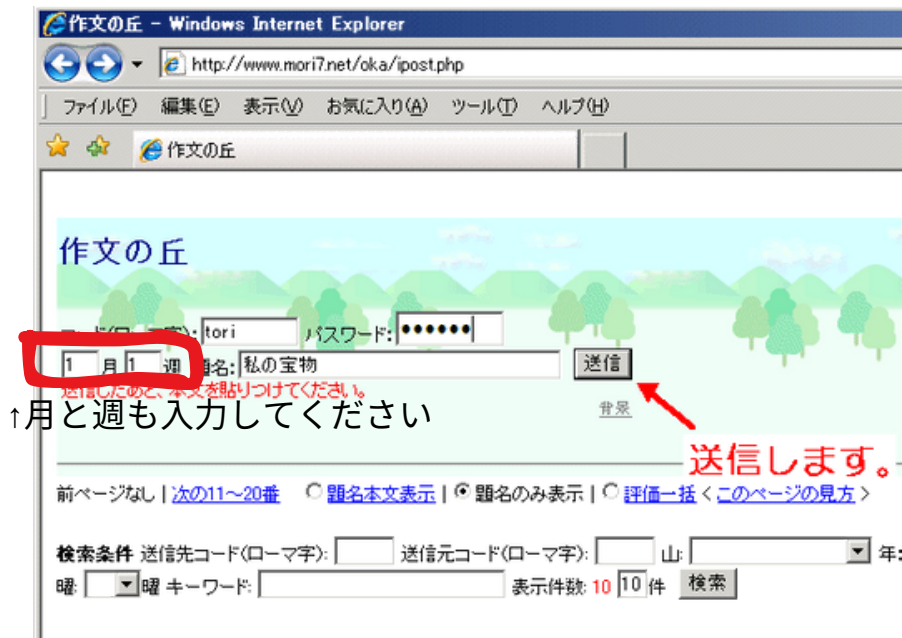 作文の丘 - Windows Internet Explorer
http://www.mori7.net/oka/ipost.php
ファイル(F) 編集(E) 表示(V) お気に入り(A) ツール(T) ヘルプ(H)
作文の丘
作文の丘
tori パスワード: ●●●●●●
1 月 1 週 題名: 私の宝物 送信
送信したあと、本文を貼りつけてください。
↑月と週も入力してください
背景
送信します。
前ページなし | 次の11～20番 題名本文表示 | 題名のみ表示 | 評価一括 < このページの見方 >
検索条件 送信先コード(ローマ字): 送信元コード(ローマ字): 山: 年:
曜: 曜 キーワード: 表示件数: 10 10 件 検索